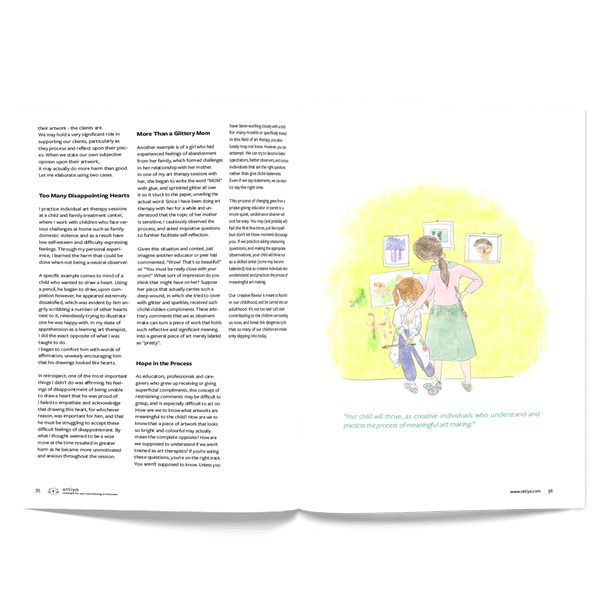 their artwork - the clients are.
We may hold a very significant role in
supporting our clients, particularly as
they process and reflect upon their piec-
es. When we state our own subjective
opinion upon their artwork,
it may actually do more harm than good.
Let me elaborate using two cases.
Too Many Disappointing Hearts
I practice individual art therapy sessions
at a child and family treatment center,
where I work with children who face var-
ious challenges at home such as family
domestic violence and as a result have
low self-esteem and difficulty expressing
feelings. Through my personal experi-
ence, I learned the harm that could be
done when not being a neutral observer.
A specific example comes to mind of a
child who wanted to draw a heart. Using
a pencil, he began to draw; upon com-
pletion however, he appeared extremely
dissatisfied, which was evident by him an-
grily scribbling a number of other hearts
next to it, relentlessly trying to illustrate
one he was happy with. In my state of
apprehension as a learning art therapist,
I did the exact opposite of what I was
taught to do.
I began to comfort him with words of
affirmation, unwisely encouraging him
that his drawings looked like hearts.
In retrospect, one of the most important
things I didn't do was affirming his feel-
ings of disappointment of being unable
to draw a heart that he was proud of.
I failed to empathize and acknowledge
that drawing this heart, for whichever
reason, was important for him, and that
he must be struggling to accept these
difficult feelings of disappointment. By
what I thought seemed to be a wise
move at the time resulted in greater
harm as he became more unmotivated
and anxious throughout the session.
More Than a Glittery Mom
Another example is of a girl who had
experienced feelings of abandonment
from her family, which formed challenges
in her relationship with her mother.
In one of my art therapy sessions with
her, she began to write the word "MOM"
with glue, and sprinkled glitter all over
it so it stuck to the paper, unveiling the
actual word. Since I have been doing art
therapy with her for a while and un-
derstood that the topic of her mother
is sensitive, I cautiously observed the
process, and asked inquisitive questions
to further facilitate self-reflection.
Given this situation and context, just
imagine another educator or peer had
commented, "Wow! That's so beautiful!"
or "You must be really close with your
mom!" What sort of impression do you
think that might have on her? Suppose
her piece that actually carries such a
deep wound, in which she tried to cover
with glitter and sparkles, received such
cliché ridden compliments. These arbi-
trary comments that we as observers
make can turn a piece of work that holds
such reflective and significant meaning,
into a general piece of art merely labeled
as "pretty".
Hope in the Process
As educators, professionals and care-
givers who grew up receiving or giving
superficial-compliments, this concept of
restraining comments may be difficult to
grasp, and is especially difficult to act on.
How are we to know what artworks are
meaningful to the child? How are we to
know that a piece of artwork that looks
so bright and colourful may actually
mean the complete opposite? How are
we supposed to understand if we aren't
trained as art therapists? If you're asking
these questions, you're on the right track.
You aren't supposed to know. Unless you
have been working closely with a child
for many months or specifically trained
in this field of art therapy you abso-
lutely may not know. However, you can
attempt. We can try to become better
spectators, better observers, and curious
individuals that ask the right questions
rather than give cliché statements.
Even if we say statements, we can learn
to say the right ones.
This process of changing gears from a
praise-giving educator or parent to a
more quiet, unobtrusive observer will
not be easy. You may (and probably will)
fail the first few times, just like myself,
but don't let those moments discourage
you. If we practice asking unassuming
questions, and making the appropriate
observations, your child will thrive not
as a skilled artist (some may become
talented!) but as creative individuals who
understand and practices the process of
meaningful art making.
Our creative flavour is meant to flourish
in our childhood, and be carried into our
adulthood. It's not too late! Let's start
contributing to the children surrounding
us now, and break this dangerous cycle
that so many of our children are mistak-
enly slipping into today.
"Your child will thrive...as creative individuals who understand and
practices the process of meaningful art making."
35
ottiya
www.ottiya.com 36